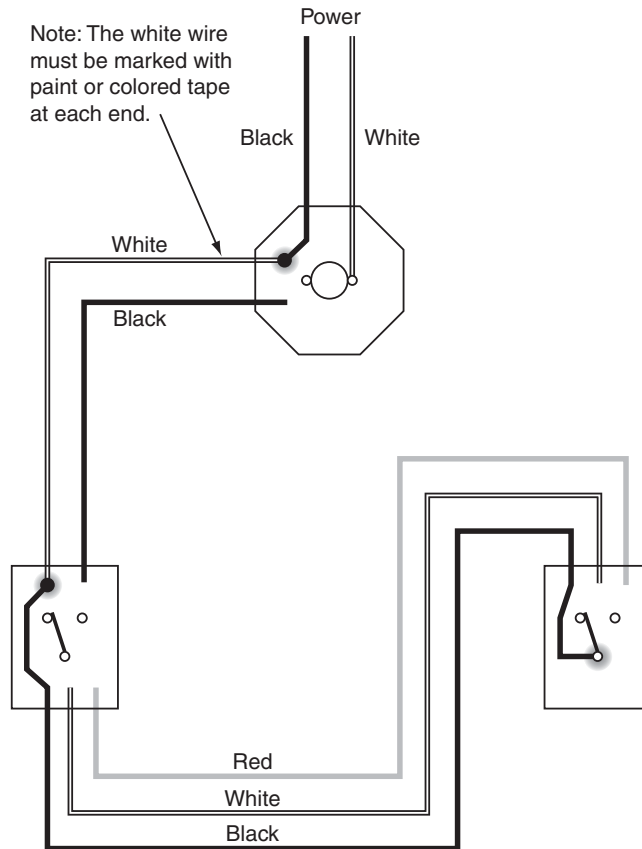 Power
Note: The white wire
must be marked with
paint or colored tape
at each end.
Black
White
White
Black
Red
White
Black